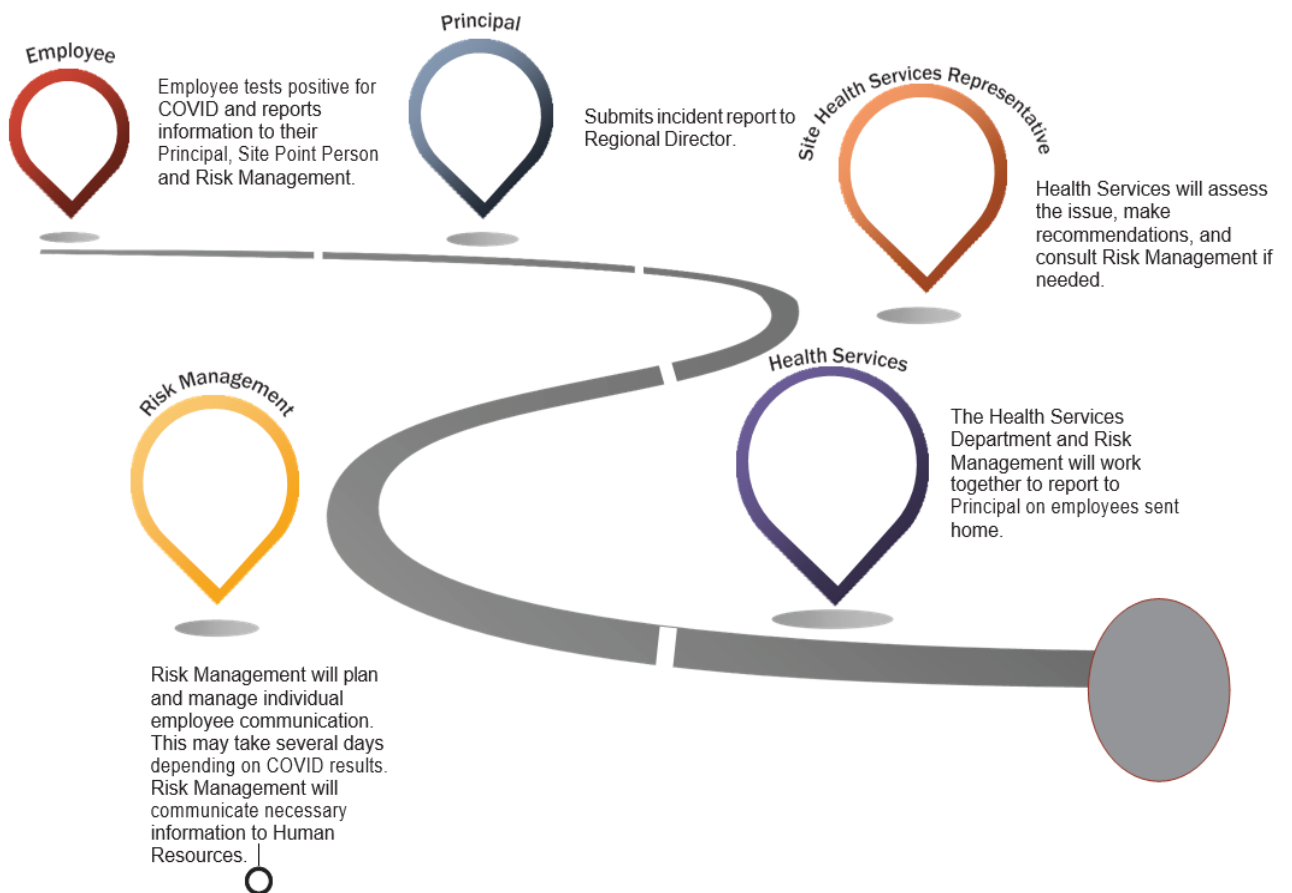 Employee
Employee tests positive for
COVID and reports
information to their
Principal, Site Point Person
and Risk Management.
Principal
Submits incident report to
Regional Director.
Site Health Services Representative
Health Services will assess
the issue, make
recommendations, and
consult Risk Management if
needed.
Risk Management
Risk Management will plan
and manage individual
employee communication.
This may take several days
depending on COVID results.
Risk Management will
communicate necessary
information to Human
Resources.
Health Services
The Health Services
Department and Risk
Management will work
together to report to
Principal on employees sent
home.